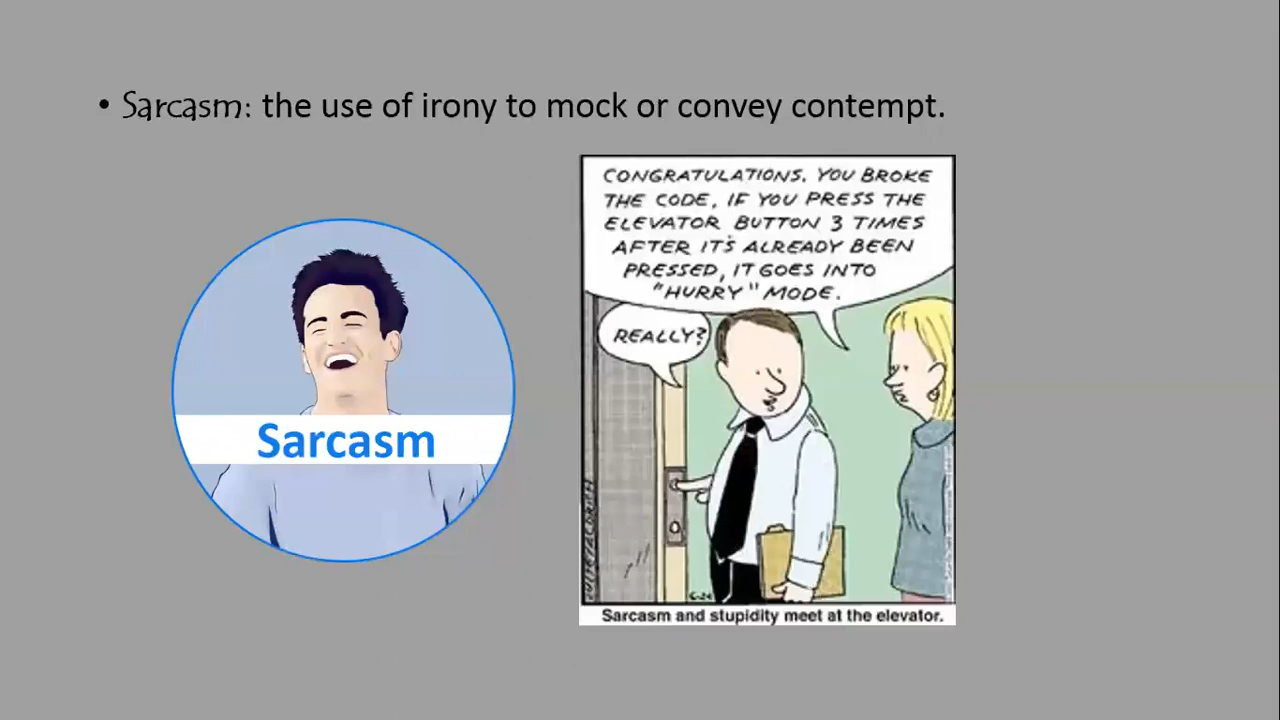 • Sarcasm: the use of irony to mock or convey contempt.
Sarcasm
CONGRATULATIONS. YOU BROKE
THE CODE, IF YOU PRESS THE
ELEVATOR BUTTON 3 TIMES
AFTER IT'S ALREADY BEEN
PRESSED, IT GOES INTO
"HURRY" MODE.
REALLY?
6-24
Sarcasm and stupidity meet at the elevator.